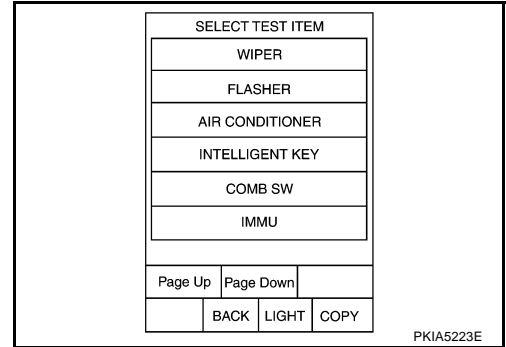 SELECT TEST ITEM
WIPER
FLASHER
AIR CONDITIONER
INTELLIGENT KEY
COMB SW
IMMU
Page Up Page Down
BACK LIGHT COPY
PKIA5223E